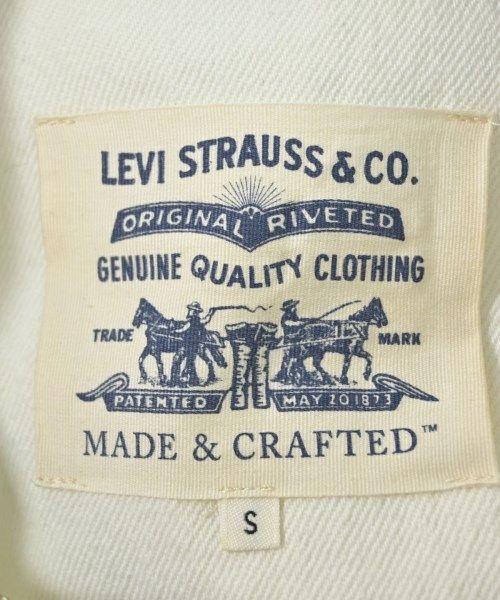 LEVI STRAUSS & CO.
ORIGINAL RIVETED
GENUINE QUALITY CLOTHING
TRADE MARK
PATENTED MAY 20 1873
MADE & CRAFTED™
S